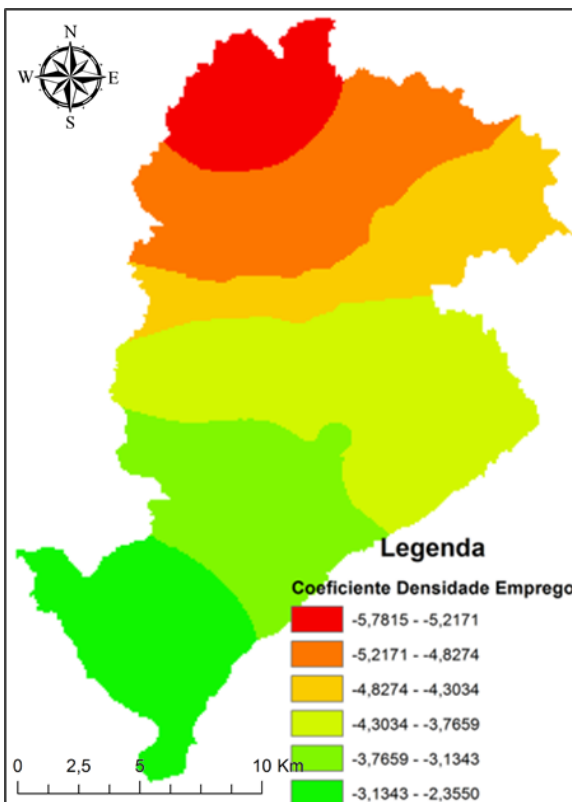 N
W E
S
Legenda
Coeficiente Densidade Emprego
-5,7815 - -5,2171
-5,2171 - -4,8274
-4,8274 - -4,3034
-4,3034 - -3,7659
-3,7659 - -3,1343
-3,1343 - -2,3550
0 2,5 5 10 Km